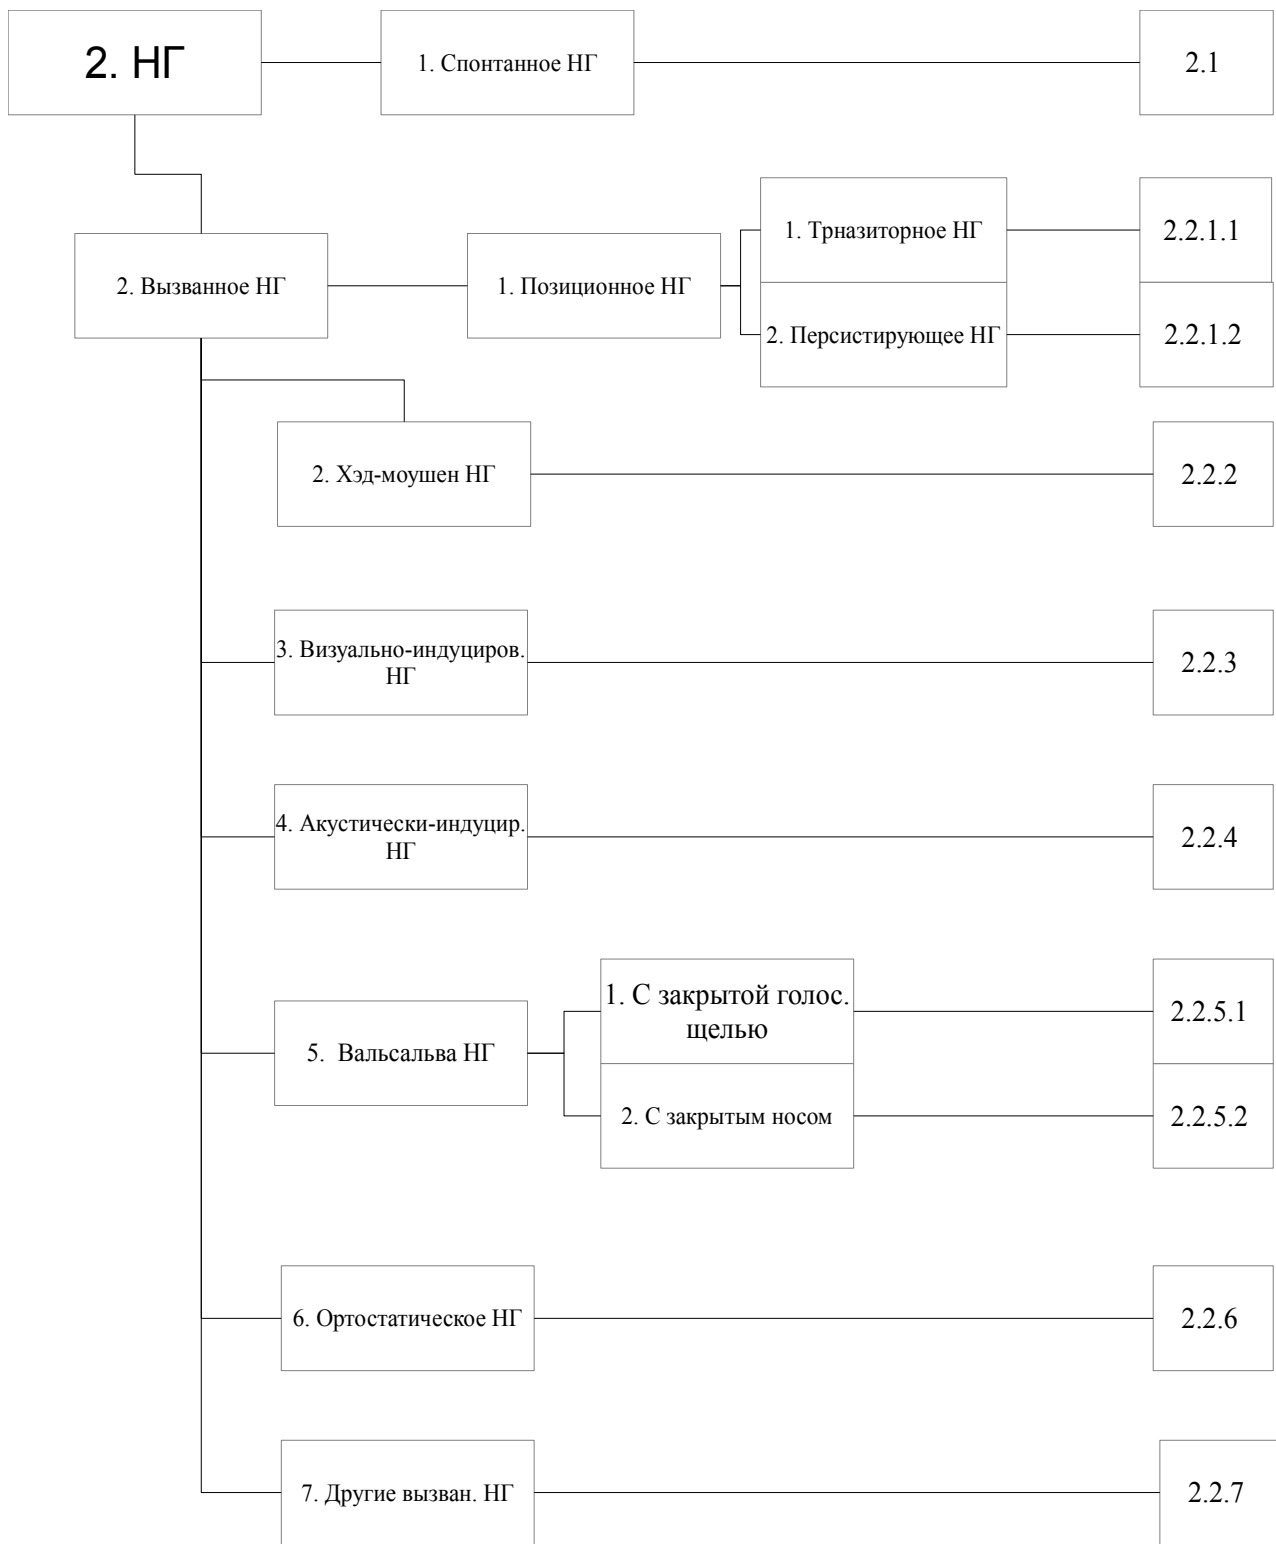 2. НГ
1. Спонтанное НГ
2.1
2. Вызванное НГ
1. Позиционное НГ
1. Трназиторное НГ
2.2.1.1
2. Персистирующее НГ
2.2.1.2
2. Хэд-моушен НГ
2.2.2
3. Визуально-индуциров.
НГ
2.2.3
4. Акустически-индуцир.
НГ
2.2.4
5. Вальсальва НГ
1. С закрытой голос.
щелью
2.2.5.1
2. С закрытым носом
2.2.5.2
6. Ортостатическое НГ
2.2.6
7. Другие вызван. НГ
2.2.7